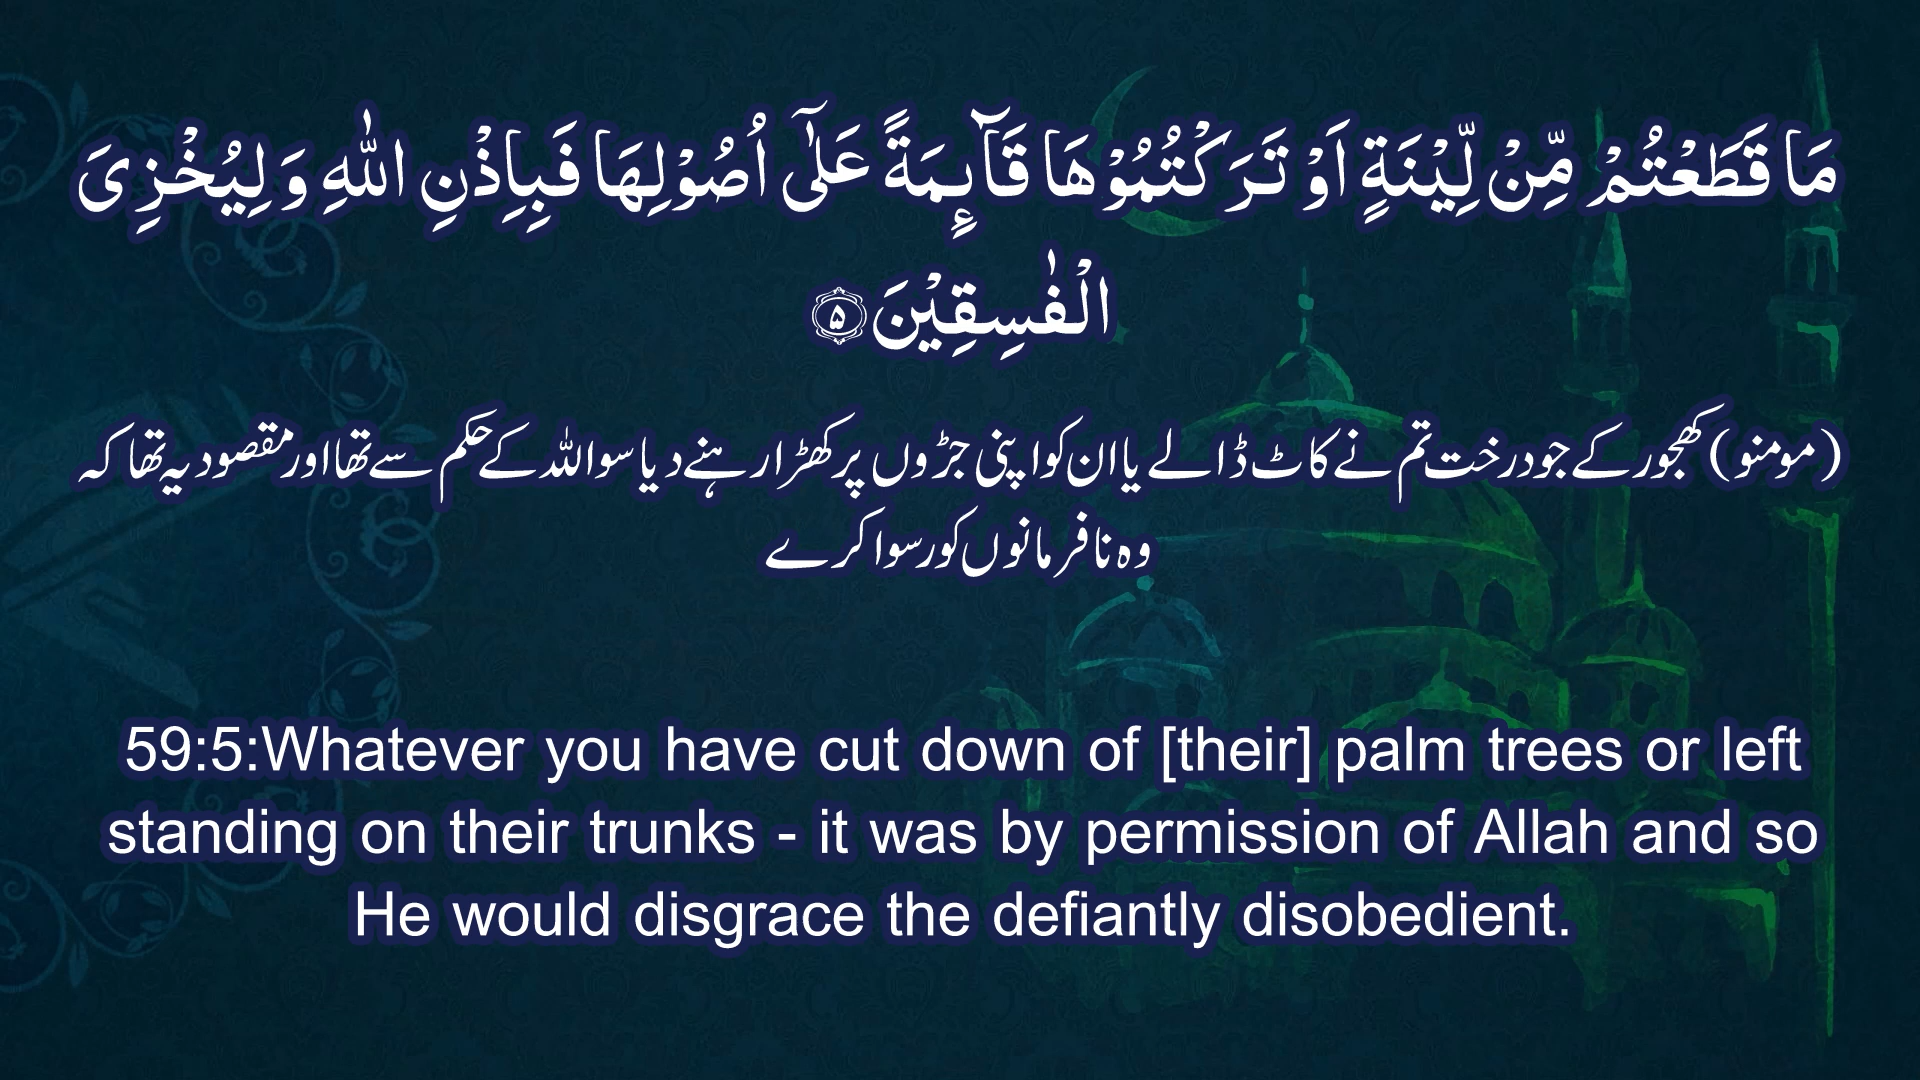 مَا قَطَعْتُمْ مِّنْ لِّيْنَةٍ اَوْ تَرَكْتُمُوْهَا قَآئِمَةً عَلٰۤى اُصُوْلِهَا فَبِاِذْنِ اللّٰهِ وَلِيُخْزِىَ
الْفٰسِقِيْنَ ۝۵
(مومنو) کھجور کے جو درخت تم نے کاٹ ڈالے یا ان کو اپنی جڑوں پر کھڑا رہنے دیا سو اللہ کے حکم سے تھا اور مقصود یہ تھا کہ
وہ نافرمانوں کو رسوا کرے
59:5:Whatever you have cut down of [their] palm trees or left
standing on their trunks - it was by permission of Allah and so
He would disgrace the defiantly disobedient.